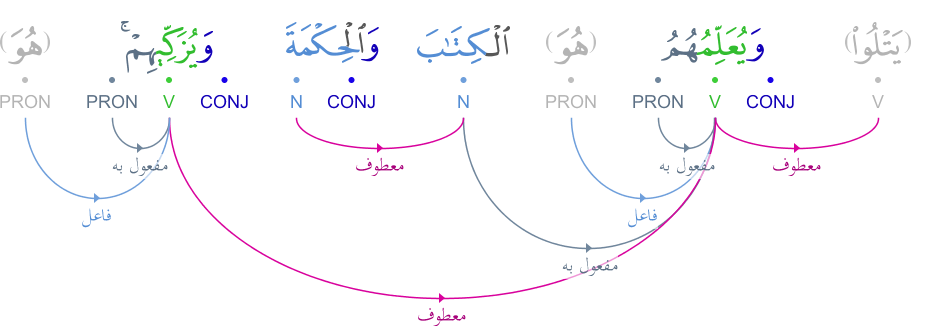 (يَتْلُوا۟) وَيُعَلِّمُهُمُ (هُوَ) ٱلْكِتَـٰبَ وَٱلْحِكْمَةَ وَيُزَكِّيهِمْ ۚ (هُوَ)
V CONJ V PRON PRON N CONJ N CONJ V PRON PRON
معطوف مفعول به معطوف مفعول به
فاعل فاعل
مفعول به
معطوف